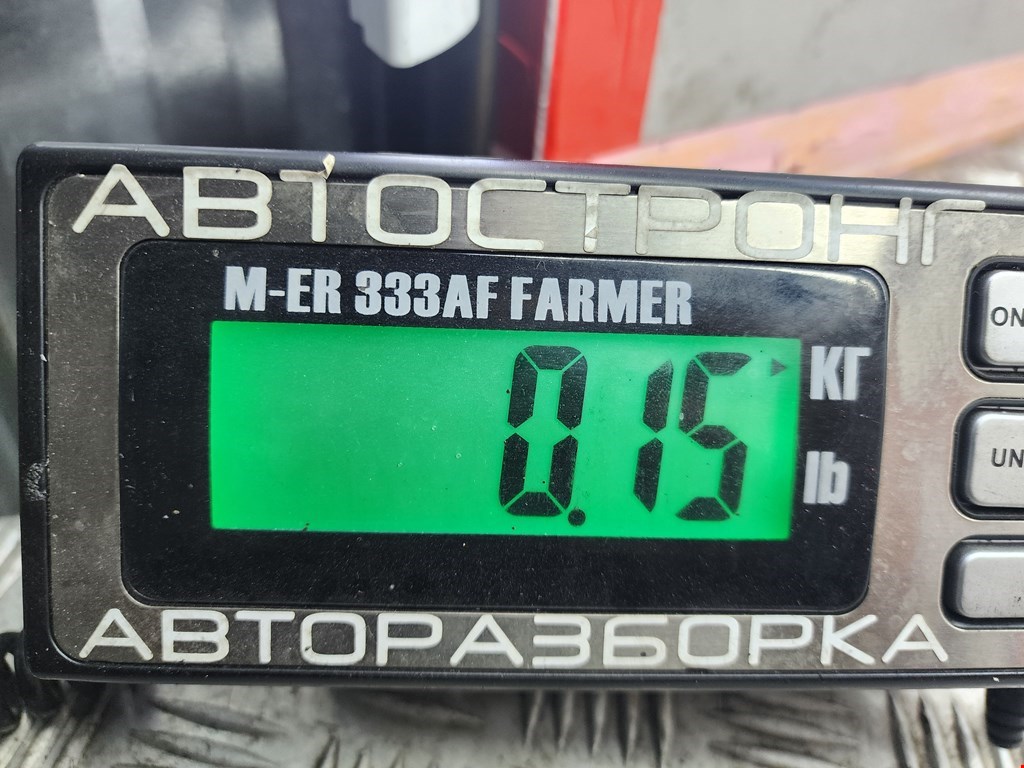 АВТОСТРОНГ
M-ER 333AF FARMER
0.15
КГ
lb
ON
UN
АВТОРАЗБОРКА